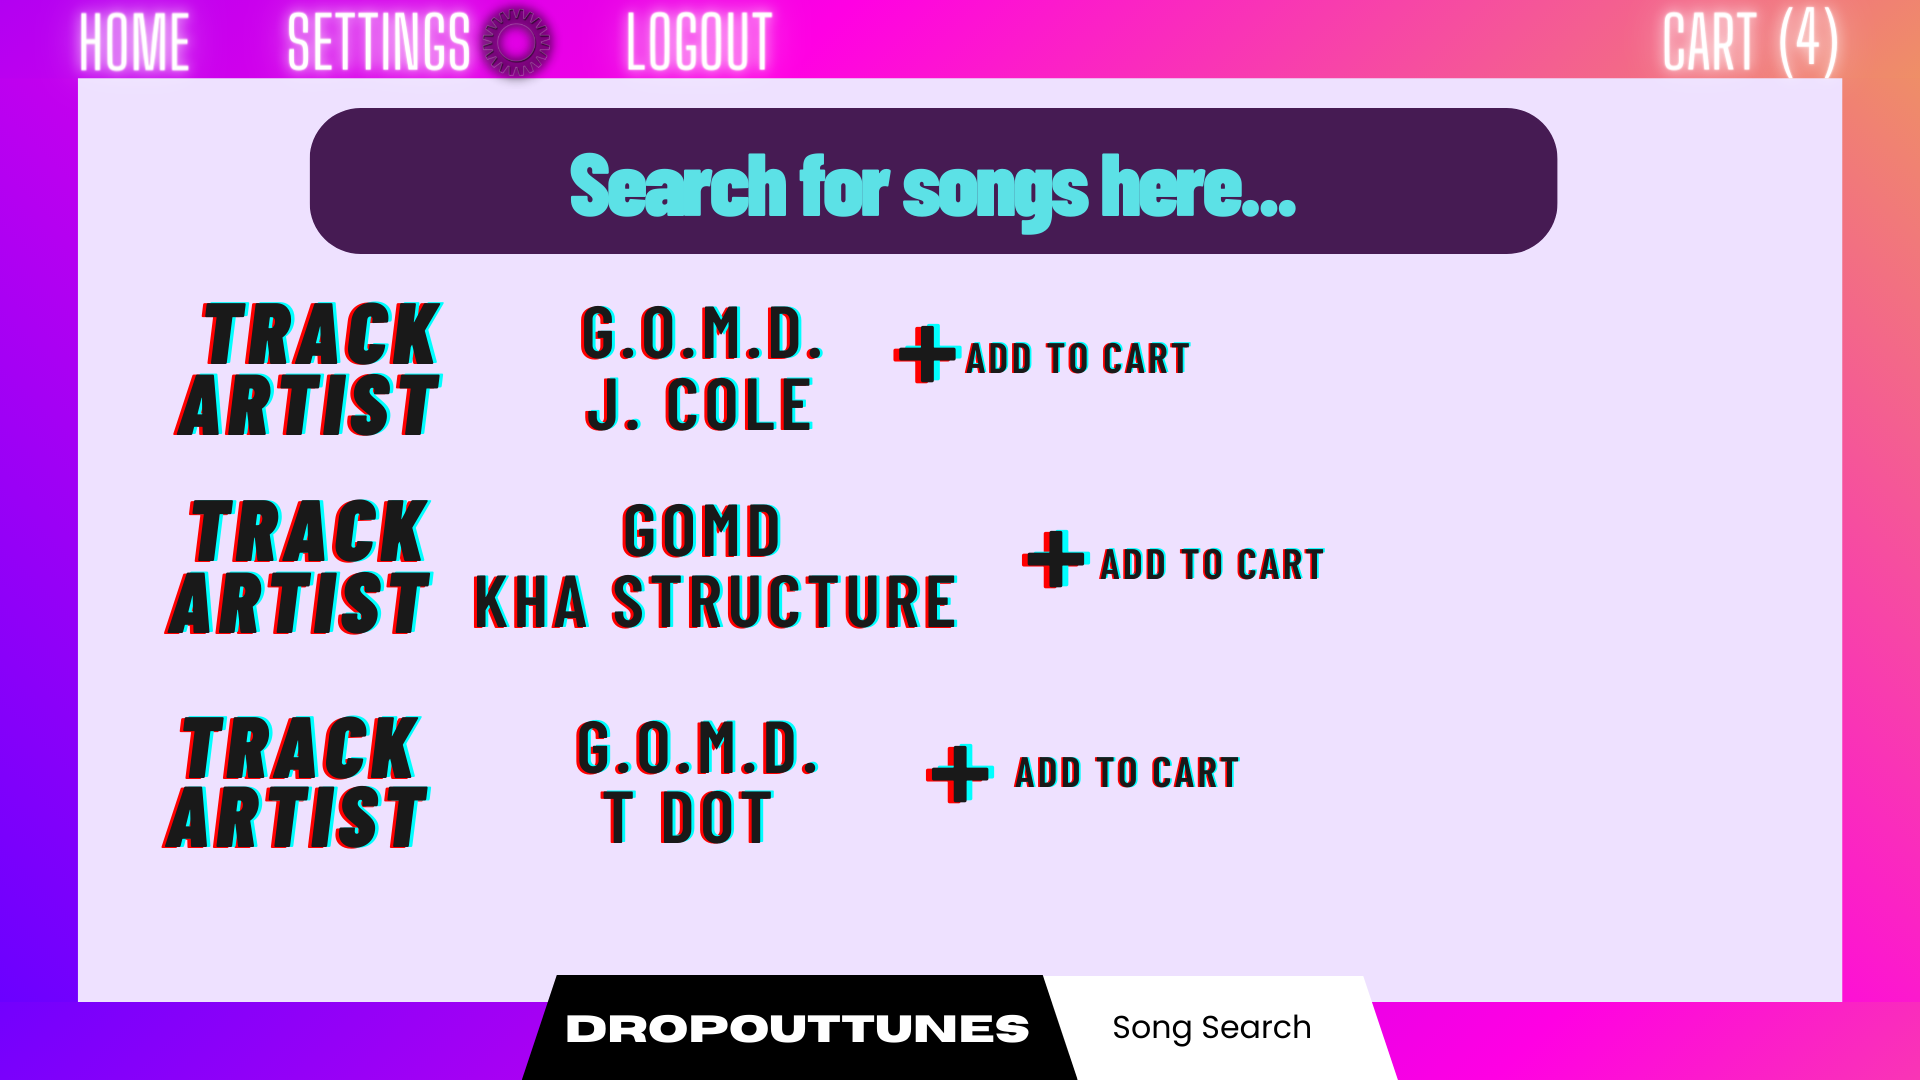 HOME SETTINGS LOGOUT CART (4)
Search for songs here...
TRACK G.O.M.D.
ARTIST J. COLE
ADD TO CART
TRACK GOMD
ARTIST KHA STRUCTURE
ADD TO CART
TRACK G.O.M.D.
ARTIST T DOT
ADD TO CART
DROPOUTTUNES Song Search